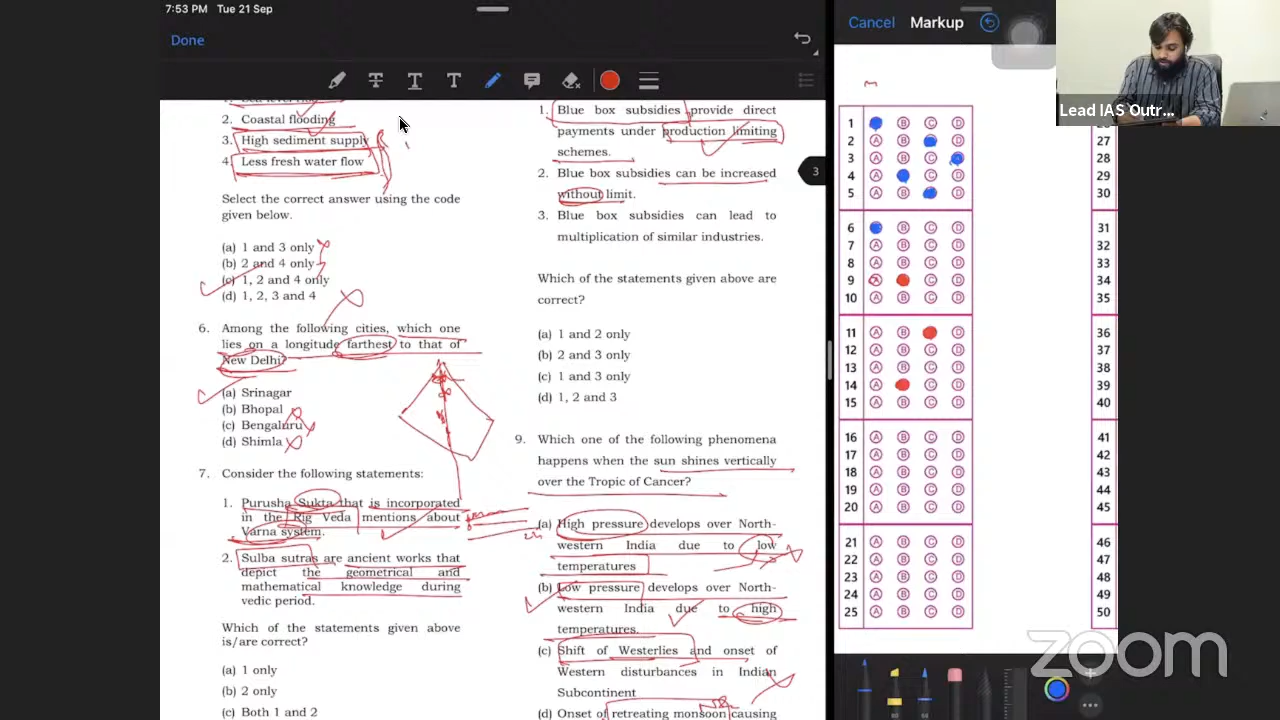 7:53 PM Tue 21 Sep
Done
2. Coastal flooding
3. High sediment supply
4. Less fresh water flow
Select the correct answer using the code
given below.
(a) 1 and 3 only
(b) 2 and 4 only
(c) 1, 2 and 4 only
(d) 1, 2, 3 and 4
6. Among the following cities, which one
lies on a longitude farthest to that of
New Delhi?
(a) Srinagar
(b) Bhopal
(c) Bengaluru
(d) Shimla
7. Consider the following statements:
1. Purusha Sukta that is incorporated
in the Rig Veda mentions about
Varna system.
2. Sulba sutras are ancient works that
depict the geometrical and
mathematical knowledge during
vedic period.
Which of the statements given above
is/are correct?
(a) 1 only
(b) 2 only
(c) Both 1 and 2
1. Blue box subsidies provide direct
payments under production limiting
schemes.
2. Blue box subsidies can be increased
without limit.
3. Blue box subsidies can lead to
multiplication of similar industries.
Which of the statements given above are
correct?
(a) 1 and 2 only
(b) 2 and 3 only
(c) 1 and 3 only
(d) 1, 2 and 3
9. Which one of the following phenomena
happens when the sun shines vertically
over the Tropic of Cancer?
(a) High pressure develops over North-
western India due to low
temperatures
(b) Low pressure develops over North-
western India due to high
temperatures.
(c) Shift of Westerlies and onset of
Western disturbances in Indian
Subcontinent
(d) Onset of retreating monsoon causing
3
Cancel Markup
1 B C D
2 A B D
3 A B C
4 A C D
5 A B D
6 B C D
7 A B C D
8 A B C D
9 A C D
10 A B C D
11 A B D
12 A B C D
13 A B C D
14 A C D
15 A B C D
16 A B C D
17 A B C D
18 A B C D
19 A B C D
20 A B C D
21 A B C D
22 A B C D
23 A B C D
24 A B C D
25 A B C D
27
28
29
30
31
32
33
34
35
36
37
38
39
40
41
42
43
44
45
46
47
48
49
50
Lead IAS Outr...
zoom